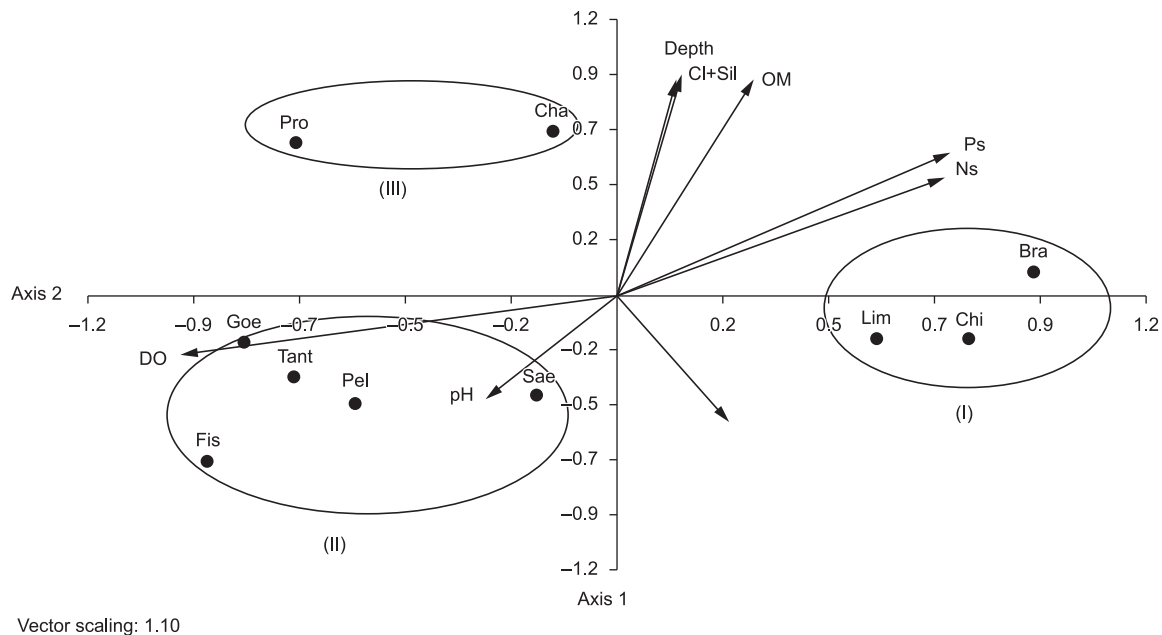 1.2
Depth
0.9
Cl+Sil
OM
Cha
Pro
0.7
Ps
Ns
(III)
0.5
0.2
Bra
Axis 2
–1.2 –0.9 –0.7 –0.5 –0.2 0.2 0.5 0.7 0.9 1.2
Goe
Lim Chi
DO
–0.2
Tant
Pel
Sae
pH
–0.5
(I)
Fis
–0.7
–0.9
(II)
–1.2
Axis 1
Vector scaling: 1.10